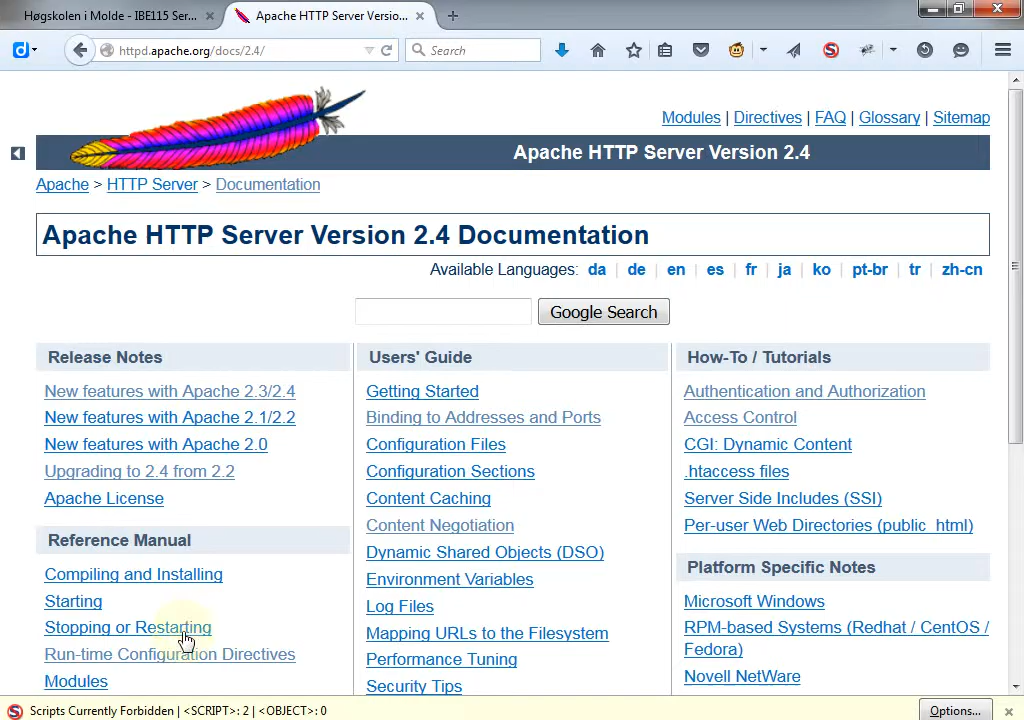 Høgskolen i Molde - IBE115 Ser...
Apache HTTP Server Versio...
httpd.apache.org/docs/2.4/
Search
Modules | Directives | FAQ | Glossary | Sitemap
Apache HTTP Server Version 2.4
Apache > HTTP Server > Documentation
Apache HTTP Server Version 2.4 Documentation
Available Languages: da | de | en | es | fr | ja | ko | pt-br | tr | zh-cn
Google Search
Release Notes
New features with Apache 2.3/2.4
New features with Apache 2.1/2.2
New features with Apache 2.0
Upgrading to 2.4 from 2.2
Apache License
Reference Manual
Compiling and Installing
Starting
Stopping or Restarting
Run-time Configuration Directives
Modules
Users' Guide
Getting Started
Binding to Addresses and Ports
Configuration Files
Configuration Sections
Content Caching
Content Negotiation
Dynamic Shared Objects (DSO)
Environment Variables
Log Files
Mapping URLs to the Filesystem
Performance Tuning
Security Tips
How-To / Tutorials
Authentication and Authorization
Access Control
CGI: Dynamic Content
.htaccess files
Server Side Includes (SSI)
Per-user Web Directories (public_html)
Platform Specific Notes
Microsoft Windows
RPM-based Systems (Redhat / CentOS /
Fedora)
Novell NetWare
Scripts Currently Forbidden | <SCRIPT>: 2 | <OBJECT>: 0
Options...